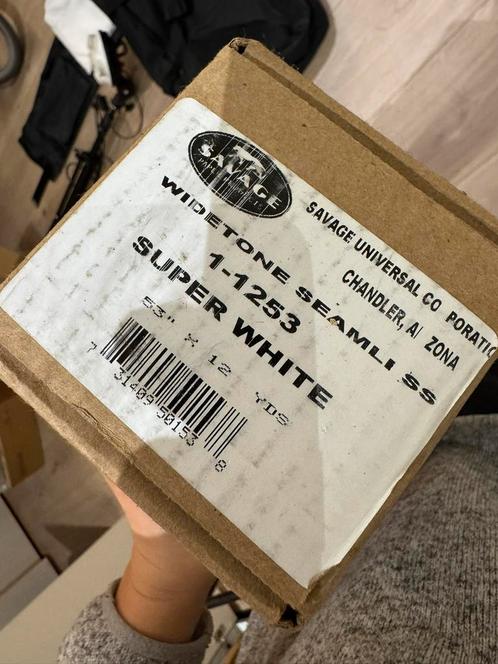 SAVAGE
SAVAGE UNIVERSAL CO PORATIO
CHANDLER, AI ZONA
WIDETONE SEAMLI SS
1-1253
SUPER WHITE
53" X 12 YDS
7 31409 50153 8